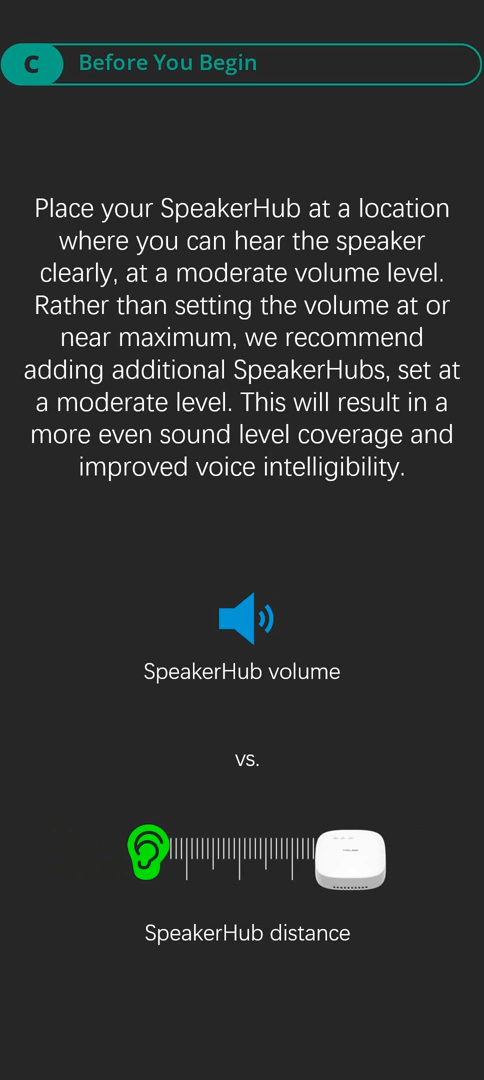 C
Before You Begin
Place your SpeakerHub at a location
where you can hear the speaker
clearly, at a moderate volume level.
Rather than setting the volume at or
near maximum, we recommend
adding additional SpeakerHubs, set at
a moderate level. This will result in a
more even sound level coverage and
improved voice intelligibility.
SpeakerHub volume
vs.
SpeakerHub distance